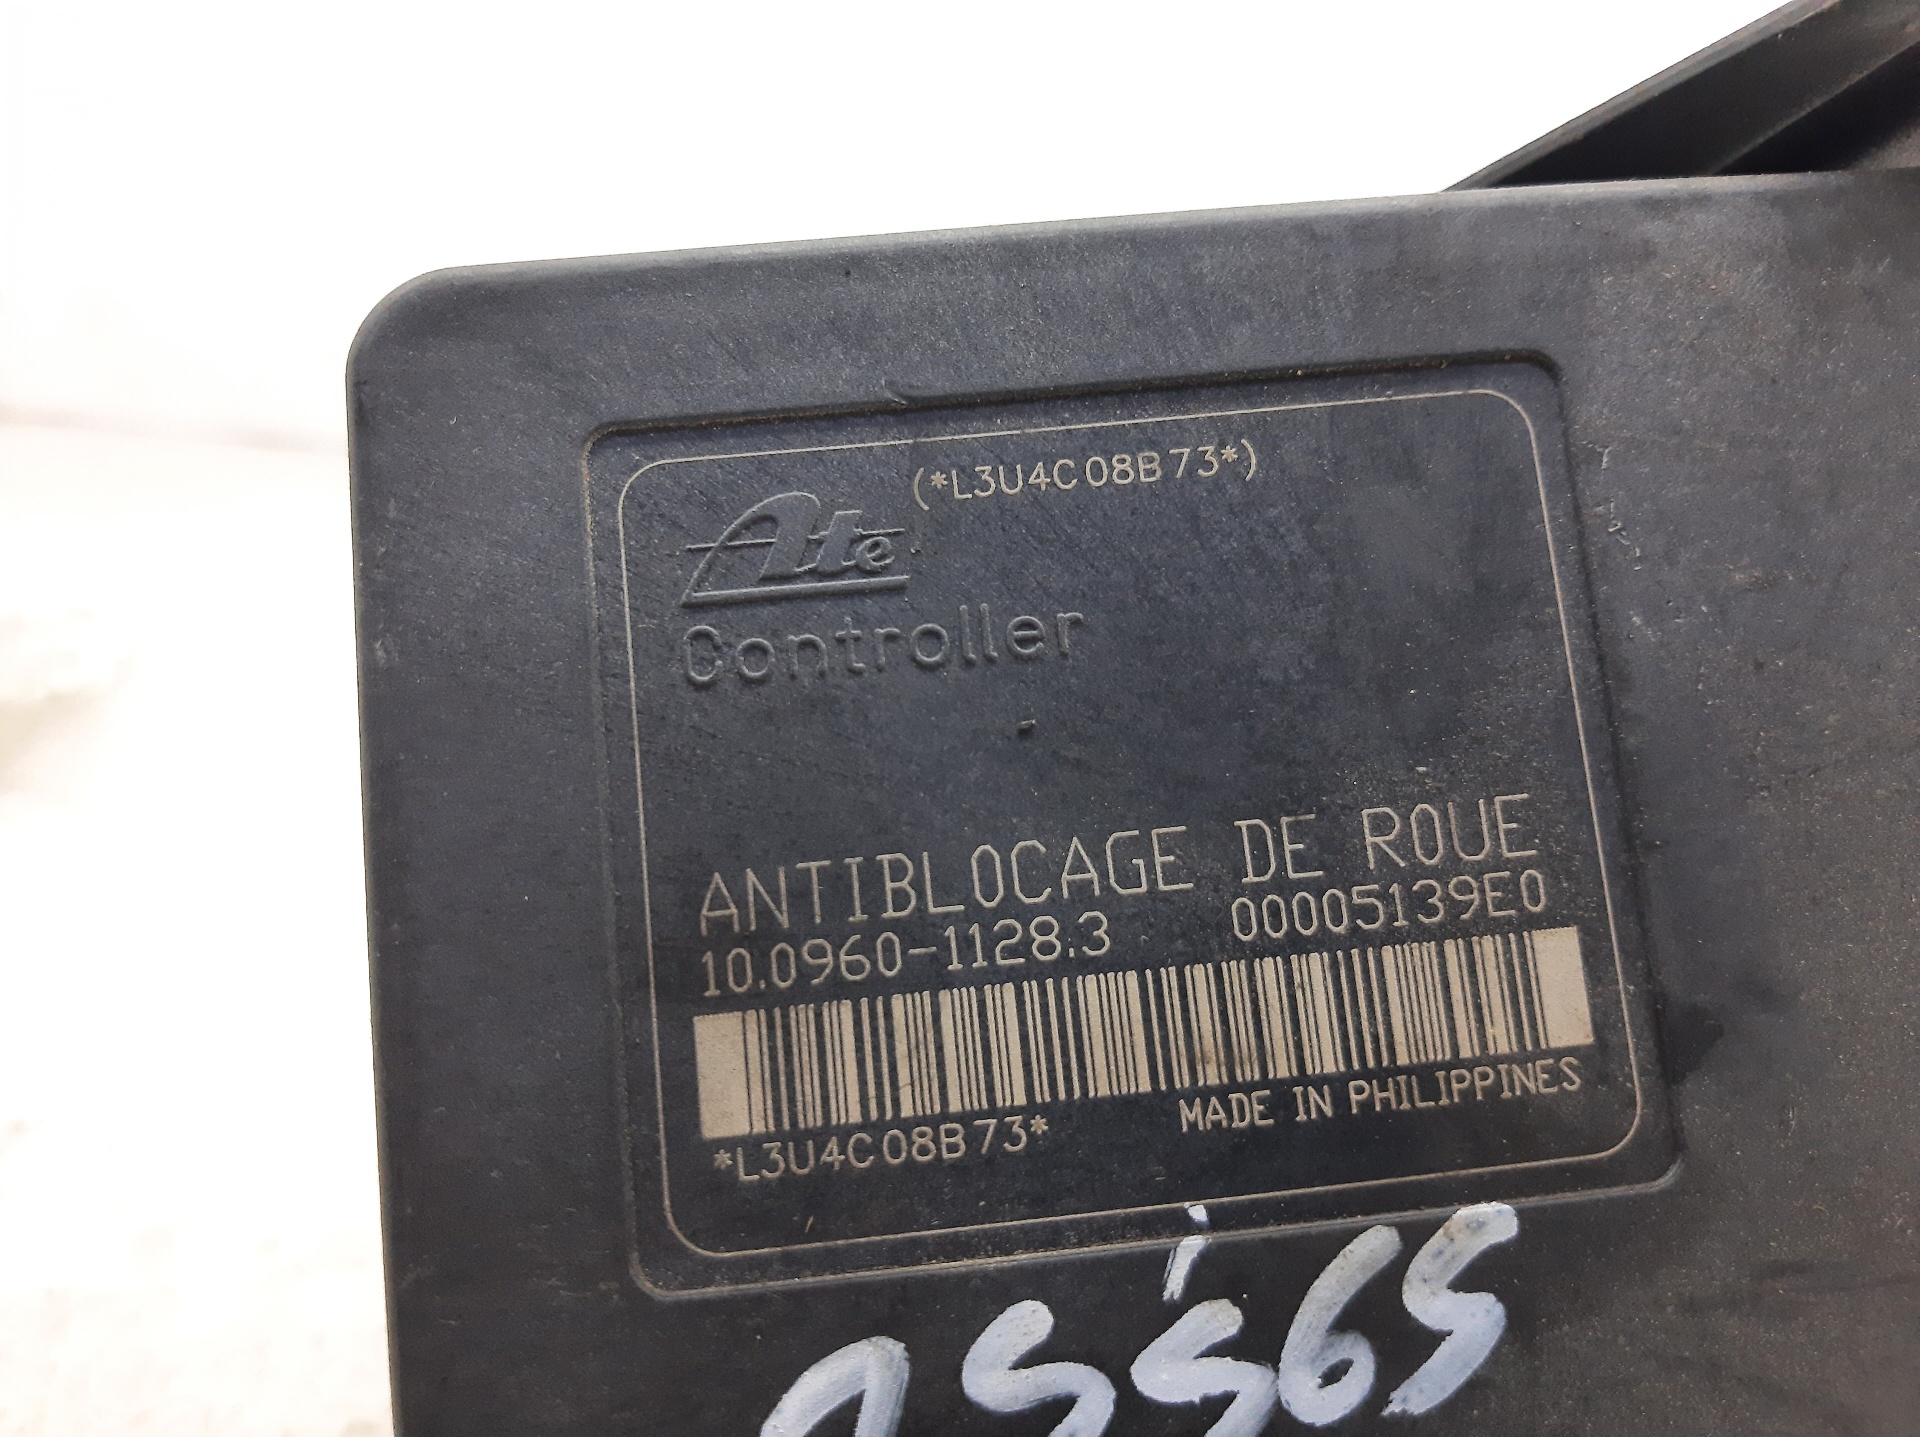 (*L3U4C08B73*)
Ate
Controller
ANTIBLOCAGE DE ROUE
10.0960-1128.3 00005139E0
*L3U4C08B73* MADE IN PHILIPPINES